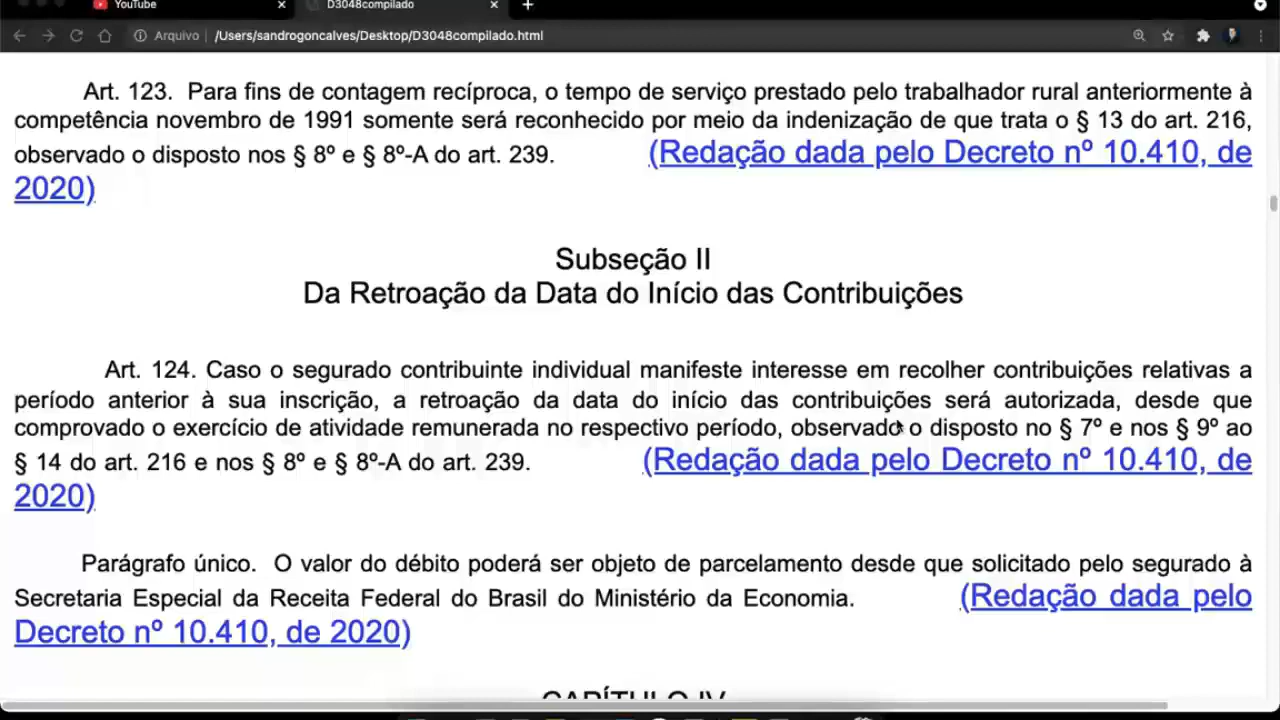 YouTube
D3048compilado
Arquivo | /Users/sandrogoncalves/Desktop/D3048compilado.html
Art. 123. Para fins de contagem recíproca, o tempo de serviço prestado pelo trabalhador rural anteriormente à
competência novembro de 1991 somente será reconhecido por meio da indenização de que trata o § 13 do art. 216,
observado o disposto nos § 8º e § 8º-A do art. 239. (Redação dada pelo Decreto nº 10.410, de
2020)
Subseção II
Da Retroação da Data do Início das Contribuições
Art. 124. Caso o segurado contribuinte individual manifeste interesse em recolher contribuições relativas a
período anterior à sua inscrição, a retroação da data do início das contribuições será autorizada, desde que
comprovado o exercício de atividade remunerada no respectivo período, observado o disposto no § 7º e nos § 9º ao
§ 14 do art. 216 e nos § 8º e § 8º-A do art. 239. (Redação dada pelo Decreto nº 10.410, de
2020)
Parágrafo único. O valor do débito poderá ser objeto de parcelamento desde que solicitado pelo segurado à
Secretaria Especial da Receita Federal do Brasil do Ministério da Economia. (Redação dada pelo
Decreto nº 10.410, de 2020)
CAPÍTULO IV